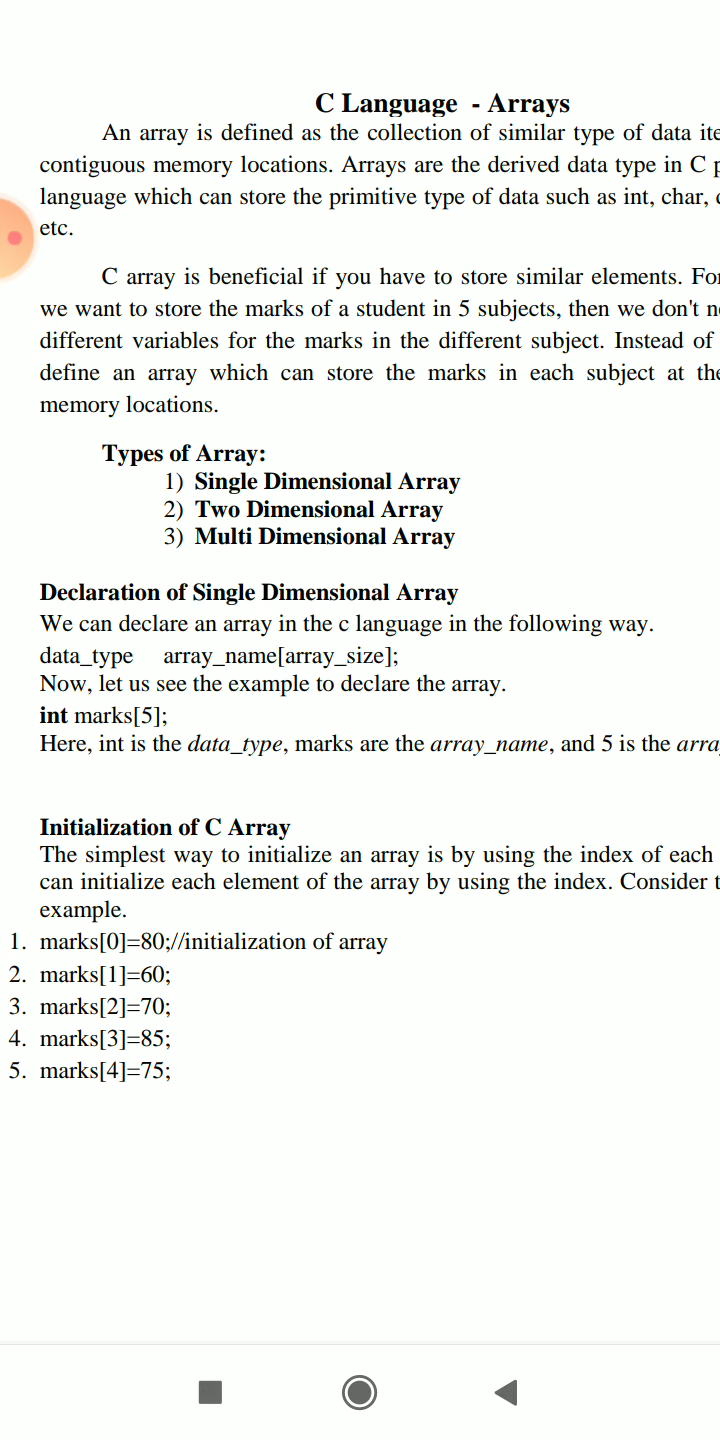 C Language - Arrays
An array is defined as the collection of similar type of data
contiguous memory locations. Arrays are the derived data type in C
language which can store the primitive type of data such as int, char,
etc.
C array is beneficial if you have to store similar elements. For
we want to store the marks of a student in 5 subjects, then we don't
different variables for the marks in the different subject. Instead of
define an array which can store the marks in each subject at the
memory locations.
Types of Array:
1) Single Dimensional Array
2) Two Dimensional Array
3) Multi Dimensional Array
Declaration of Single Dimensional Array
We can declare an array in the c language in the following way.
data_type array_name[array_size];
Now, let us see the example to declare the array.
int marks[5];
Here, int is the data_type, marks are the array_name, and 5 is the
Initialization of C Array
The simplest way to initialize an array is by using the index of each
can initialize each element of the array by using the index. Consider
example.
1. marks[0]=80;//initialization of array
2. marks[1]=60;
3. marks[2]=70;
4. marks[3]=85;
5. marks[4]=75;